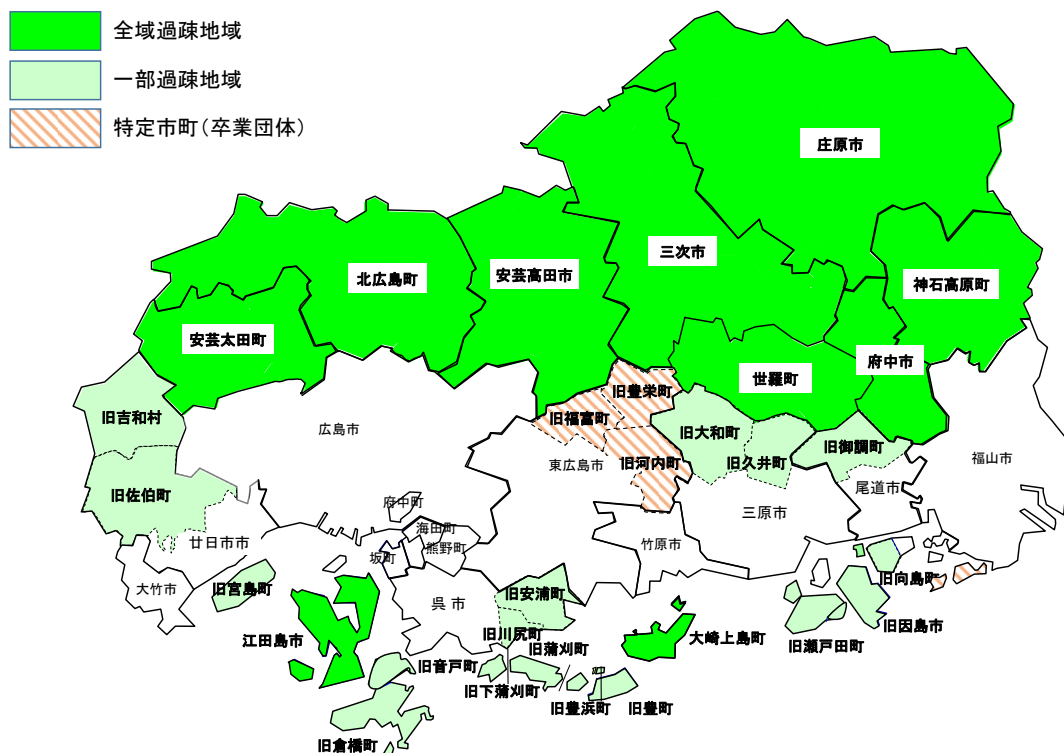 全域過疎地域
一部過疎地域
特定市町(卒業団体)
庄原市
三次市
安芸高田市
北広島町
神石高原町
安芸太田町
府中市
世羅町
旧豊栄町
旧吉和村
旧福富町
旧大和町
広島市
旧御調町
福山市
東広島市
旧河内町
旧久井町
旧佐伯町
尾道市
府中町
三原市
海田町
廿日市市
熊野町
竹原市
坂町
旧向島町
大竹市
旧宮島町
旧安浦町
呉市
旧因島市
旧川尻町
江田島市
大崎上島町
旧瀬戸田町
旧蒲刈町
旧音戸町
旧下蒲刈町
旧豊浜町
旧豊町
旧倉橋町